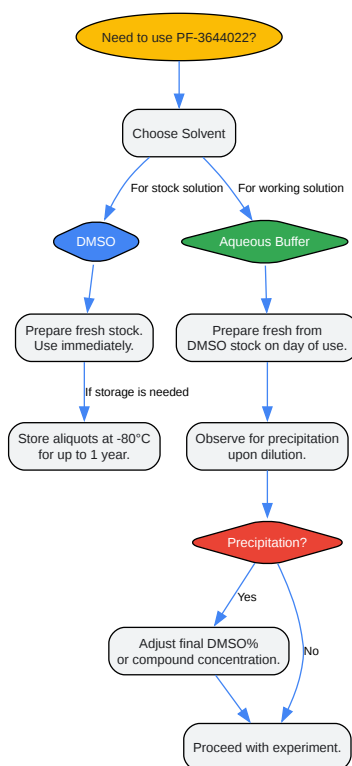 Need to use PF-3644022?
Choose Solvent
For stock solution
For working solution
DMSO
Aqueous Buffer
Prepare fresh stock.
Use immediately.
Prepare fresh from
DMSO stock on day of use.
If storage is needed
Store aliquots at -80°C
for up to 1 year.
Observe for precipitation
upon dilution.
Precipitation?
Yes
Adjust final DMSO%
or compound concentration.
No
Proceed with experiment.